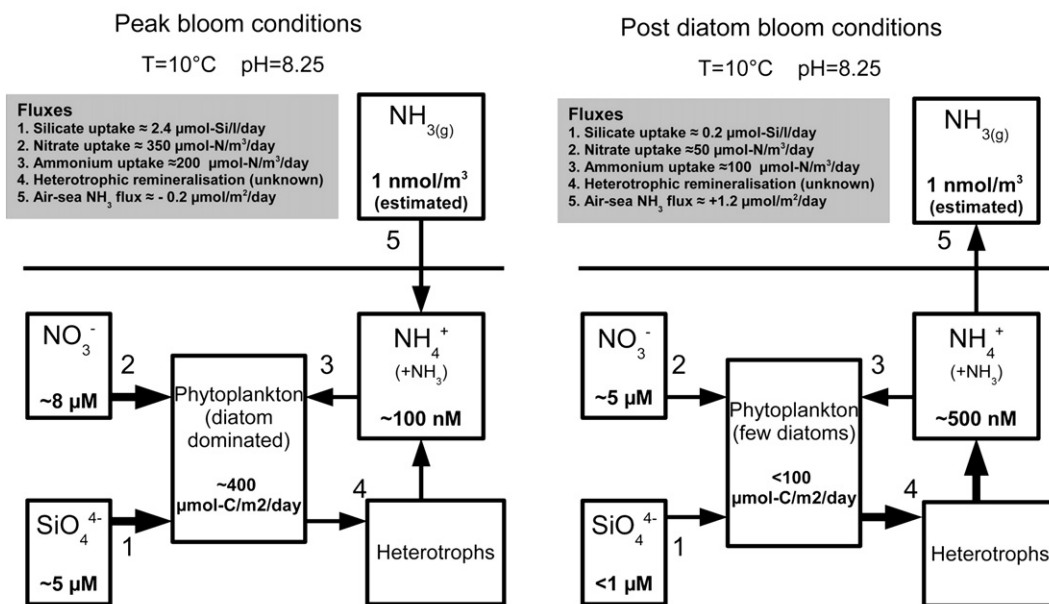 Peak bloom conditions
T=10°C pH=8.25
Fluxes
1. Silicate uptake ≈ 2.4 µmol-Si/l/day
2. Nitrate uptake ≈ 350 µmol-N/m³/day
3. Ammonium uptake ≈200 µmol-N/m³/day
4. Heterotrophic remineralisation (unknown)
5. Air-sea NH₃ flux ≈ - 0.2 µmol/m²/day
NH₃(g)
1 nmol/m³
(estimated)
5
NO₃⁻
~8 µM
2
Phytoplankton
(diatom
dominated)
~400
µmol-C/m2/day
3
NH₄⁺
(+NH₃)
~100 nM
SiO₄⁴⁻
~5 µM
1
4
Heterotrophs
Post diatom bloom conditions
T=10°C pH=8.25
Fluxes
1. Silicate uptake ≈ 0.2 µmol-Si/l/day
2. Nitrate uptake ≈50 µmol-N/m³/day
3. Ammonium uptake ≈100 µmol-N/m³/day
4. Heterotrophic remineralisation (unknown)
5. Air-sea NH₃ flux ≈ +1.2 µmol/m²/day
NH₃(g)
1 nmol/m³
(estimated)
5
NO₃⁻
~5 µM
2
Phytoplankton
(few diatoms)
<100
µmol-C/m2/day
3
NH₄⁺
(+NH₃)
~500 nM
SiO₄⁴⁻
<1 µM
1
4
Heterotrophs